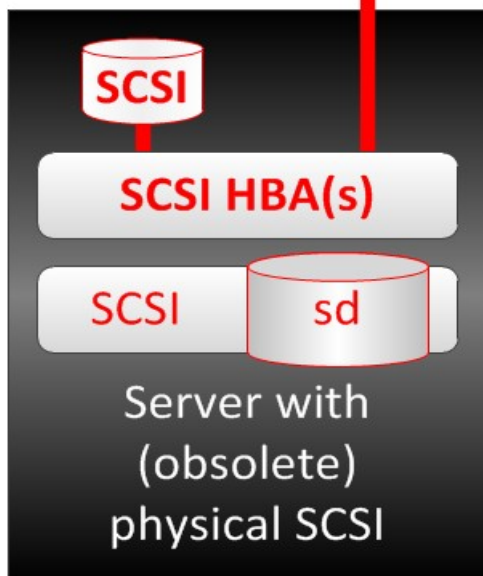 SCSI
SCSI HBA(s)
SCSI sd
Server with
(obsolete)
physical SCSI